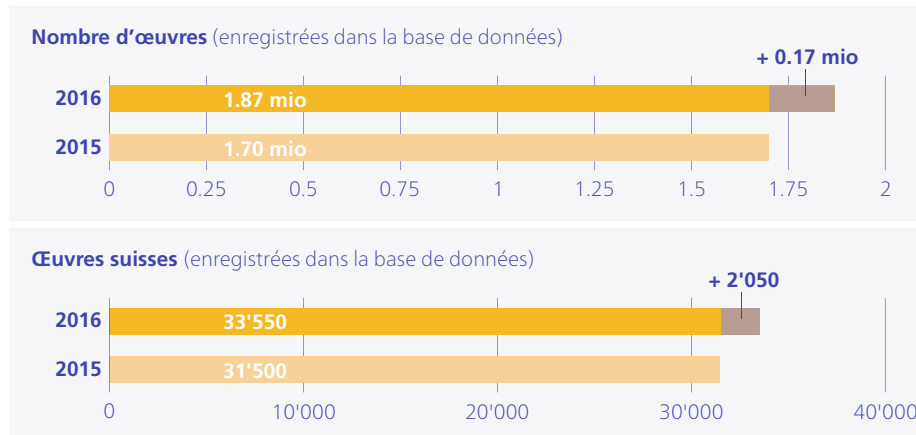 Nombre d’œuvres (enregistrées dans la base de données)
+ 0.17 mio
2016 1.87 mio
2015 1.70 mio
0 0.25 0.5 0.75 1 1.25 1.5 1.75 2
Œuvres suisses (enregistrées dans la base de données)
+ 2'050
2016 33'550
2015 31'500
0 10'000 20'000 30'000 40'000